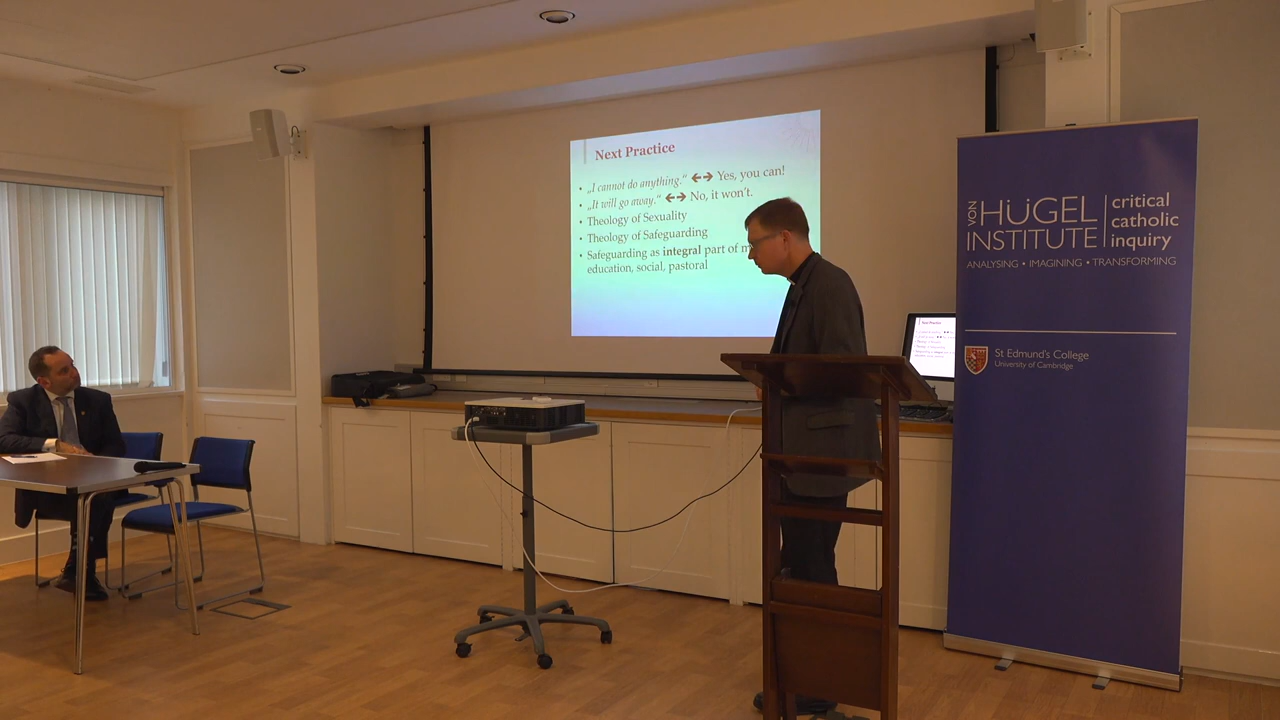 Next Practice
• „I cannot do anything.“ ↔ Yes, you can!
• „It will go away.“ ↔ No, it won't.
• Theology of Sexuality
• Theology of Safeguarding
• Safeguarding as integral part of
education, social, pastoral
VON HÜGEL
INSTITUTE
critical
catholic
inquiry
ANALYSING • IMAGINING • TRANSFORMING
St Edmund's College
University of Cambridge
Next Practice